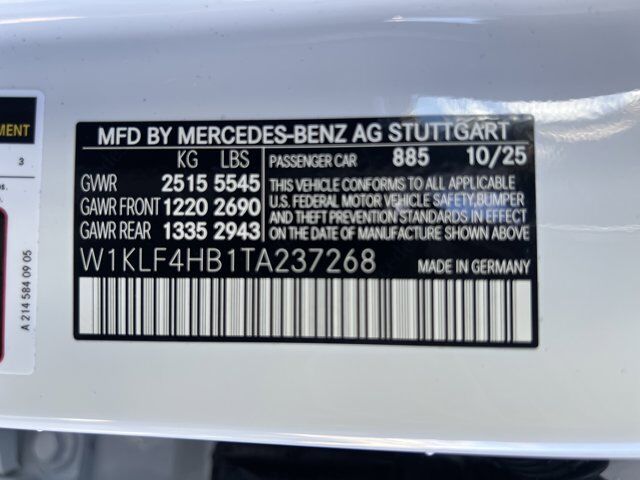 MFD BY MERCEDES-BENZ AG STUTTGART
KG LBS PASSENGER CAR 885 10/25
GVWR 2515 5545
GAWR FRONT 1220 2690
GAWR REAR 1335 2943
THIS VEHICLE CONFORMS TO ALL APPLICABLE
U.S. FEDERAL MOTOR VEHICLE SAFETY,BUMPER
AND THEFT PREVENTION STANDARDS IN EFFECT
ON THE DATE OF MANUFACTURE SHOWN ABOVE.
W1KLF4HB1TA237268 MADE IN GERMANY
3
A 214 584 09 05